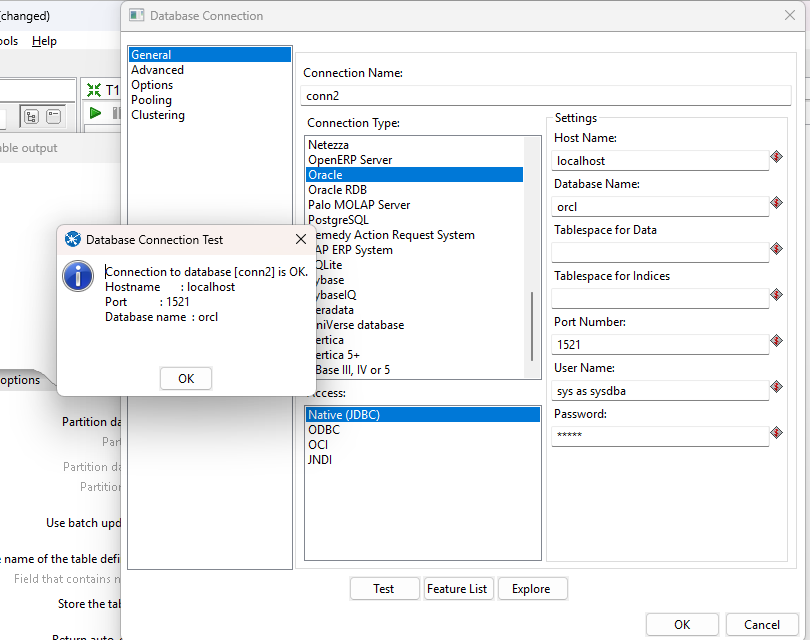 (changed)
Database Connection
ools Help
T1
able output
General
Advanced
Options
Pooling
Clustering
Connection Name:
conn2
Connection Type:
Netezza
OpenERP Server
Oracle
Oracle RDB
Palo MOLAP Server
PostgreSQL
emedy Action Request System
AP ERP System
QLite
ybase
ybaseIQ
eradata
niVerse database
ertica
ertica 5+
Base III, IV or 5
Access:
Native (JDBC)
ODBC
OCI
JNDI
Settings
Host Name:
localhost
Database Name:
orcl
Tablespace for Data
Tablespace for Indices
Port Number:
1521
User Name:
sys as sysdba
Password:
*****
Database Connection Test
Connection to database [conn2] is OK.
Hostname : localhost
Port : 1521
Database name : orcl
OK
options
Partition da
Part
Partition da
Partition
Use batch upd
e name of the table defi
Field that contains n
Store the tab
Return auto-
Test
Feature List
Explore
OK
Cancel